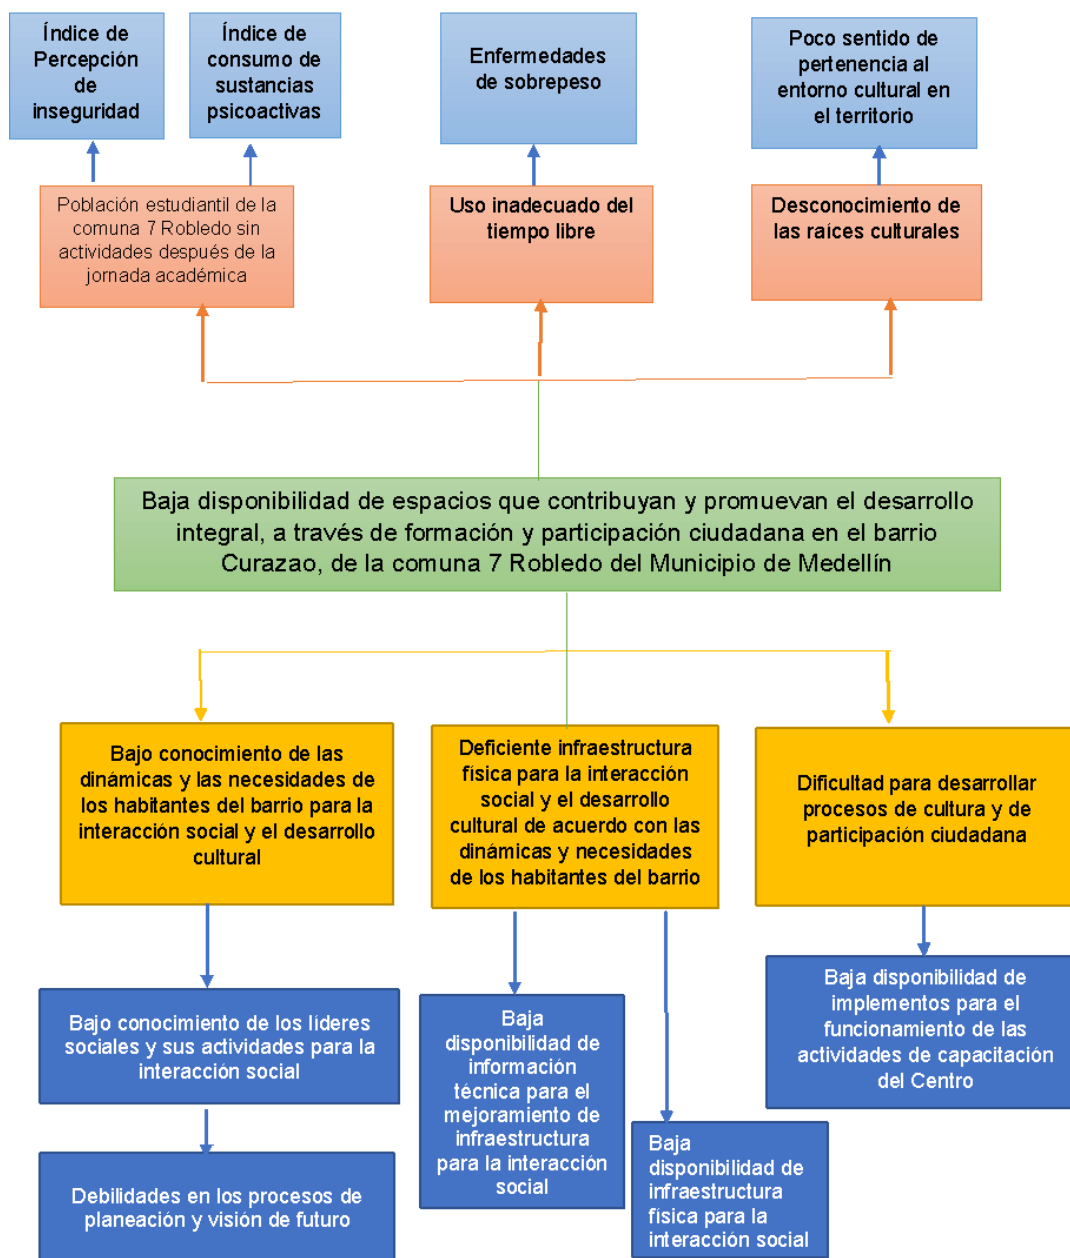 Índice de
Percepción
de
inseguridad
Índice de
consumo de
sustancias
psicoactivas
Enfermedades
de sobrepeso
Poco sentido de
pertenencia al
entorno cultural en
el territorio
Población estudiantil de la
comuna 7 Robledo sin
actividades después de la
jornada académica
Uso inadecuado del
tiempo libre
Desconocimiento de
las raíces culturales
Baja disponibilidad de espacios que contribuyan y promuevan el desarrollo
integral, a través de formación y participación ciudadana en el barrio
Curazao, de la comuna 7 Robledo del Municipio de Medellín
Bajo conocimiento de las
dinámicas y las necesidades de
los habitantes del barrio para la
interacción social y el desarrollo
cultural
Deficiente infraestructura
física para la interacción
social y el desarrollo
cultural de acuerdo con las
dinámicas y necesidades
de los habitantes del barrio
Dificultad para desarrollar
procesos de cultura y de
participación ciudadana
Bajo conocimiento de los líderes
sociales y sus actividades para la
interacción social
Baja
disponibilidad de
información
técnica para el
mejoramiento de
infraestructura
para la interacción
social
Baja
disponibilidad de
infraestructura
física para la
interacción social
Baja disponibilidad de
implementos para el
funcionamiento de las
actividades de capacitación
del Centro
Debilidades en los procesos de
planeación y visión de futuro